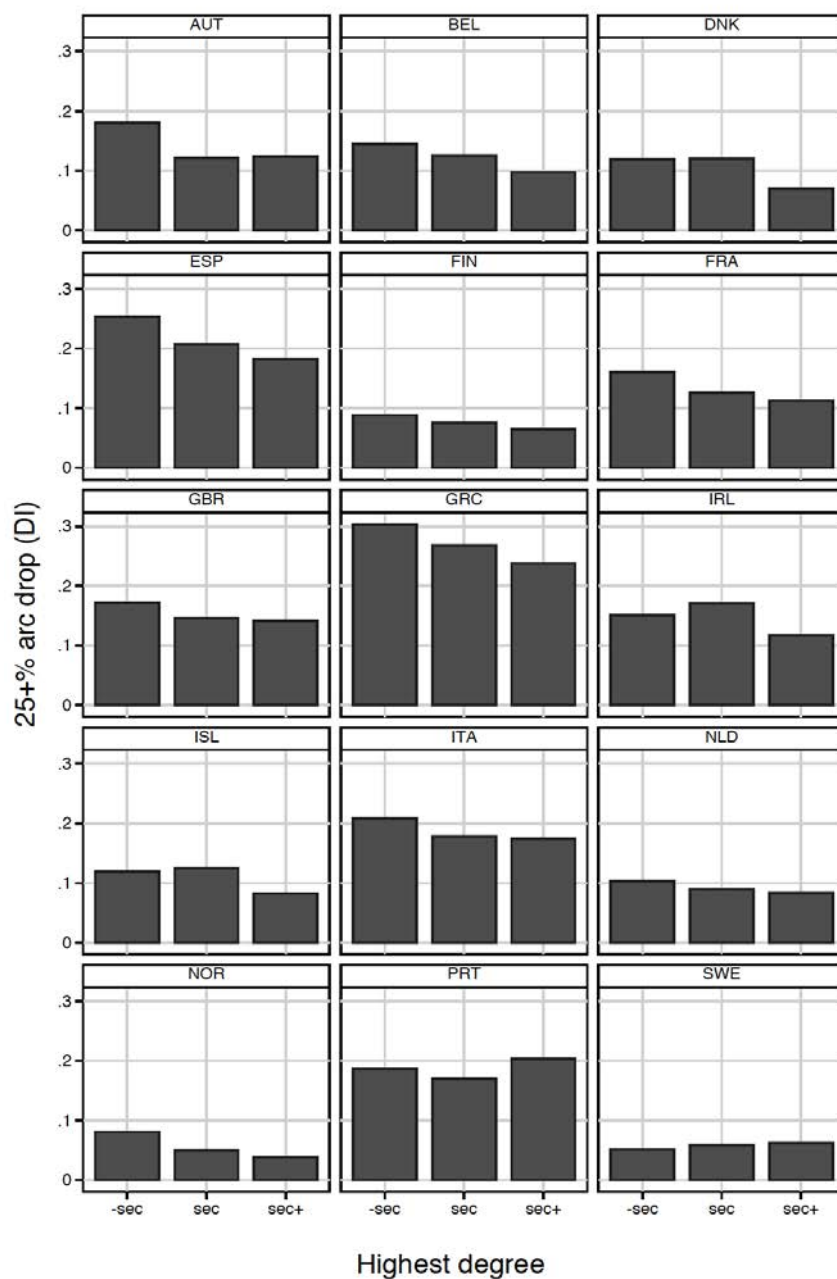 AUT BEL DNK
.3
.2
.1
0
ESP FIN FRA
.3
.2
.1
0
GBR GRC IRL
.3
.2
.1
0
ISL ITA NLD
.3
.2
.1
0
NOR PRT SWE
.3
.2
.1
0
-sec sec sec+ -sec sec sec+ -sec sec sec+
25+% arc drop (DI)
Highest degree